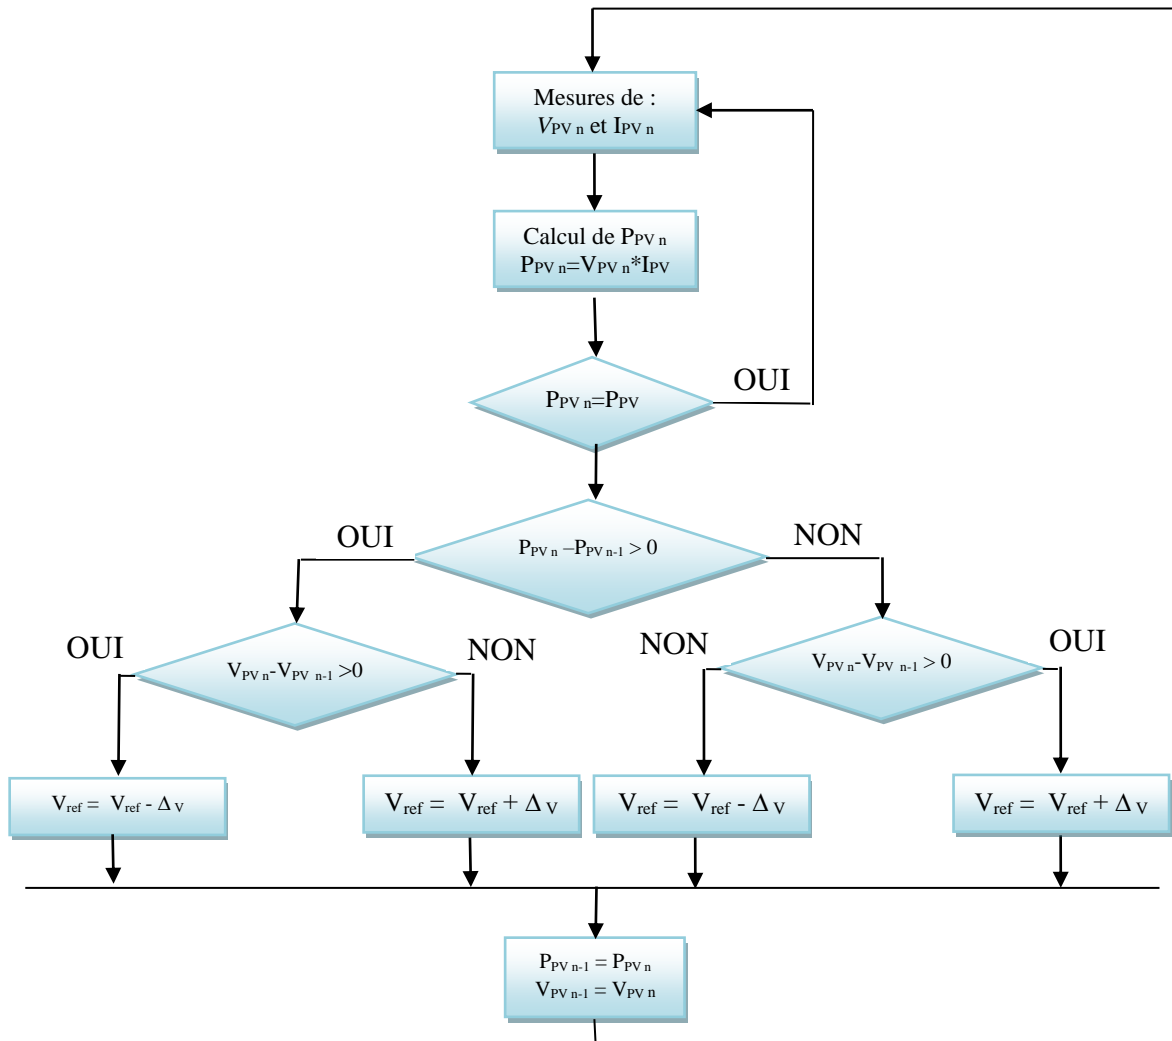 Mesures de :
VPV n et IPV n
Calcul de PPV n
PPV n=VPV n*IPV
PPV n=PPV
OUI
OUI
PPV n –PPV n-1 > 0
NON
OUI
VPV n-VPV n-1 >0
NON
NON
VPV n-VPV n-1 > 0
OUI
Vref = Vref - Δ V
Vref = Vref + Δ V
Vref = Vref - Δ V
Vref = Vref + Δ V
PPV n-1 = PPV n
VPV n-1 = VPV n